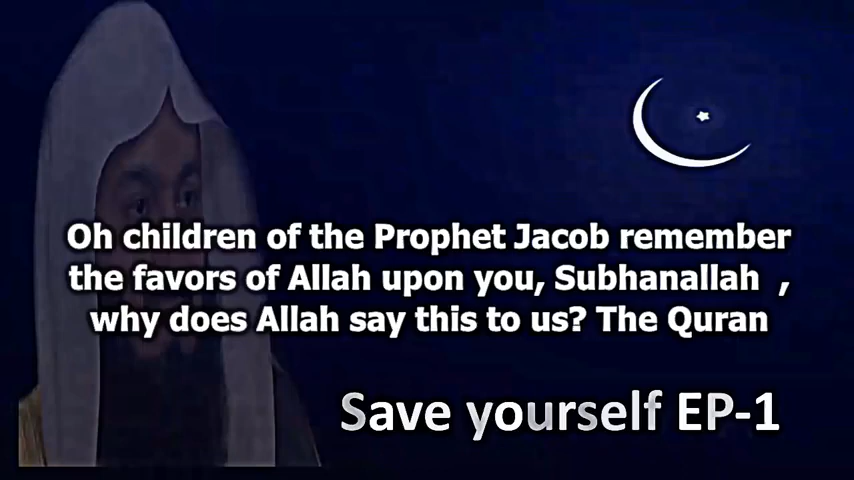 Oh children of the Prophet Jacob remember
the favors of Allah upon you, Subhanallah  ,
why does Allah say this to us? The Quran
Save yourself EP-1